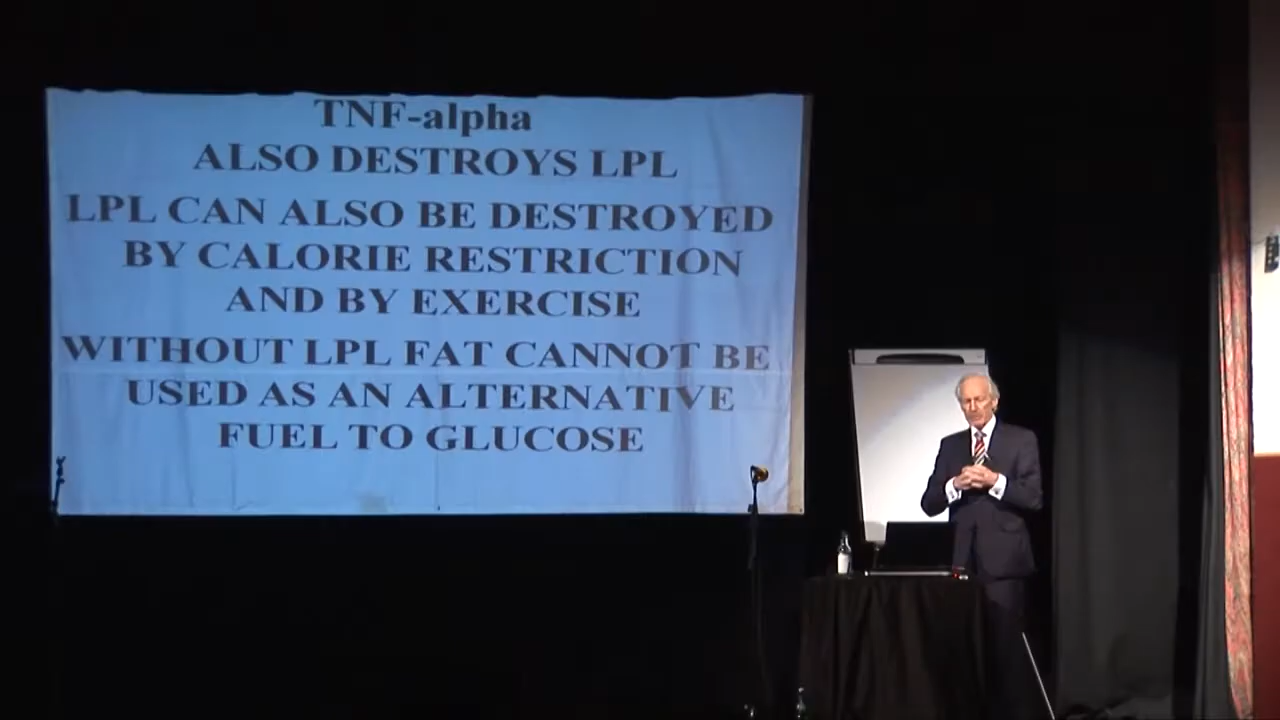 TNF-alpha
ALSO DESTROYS LPL
LPL CAN ALSO BE DESTROYED
BY CALORIE RESTRICTION
AND BY EXERCISE
WITHOUT LPL FAT CANNOT BE
USED AS AN ALTERNATIVE
FUEL TO GLUCOSE